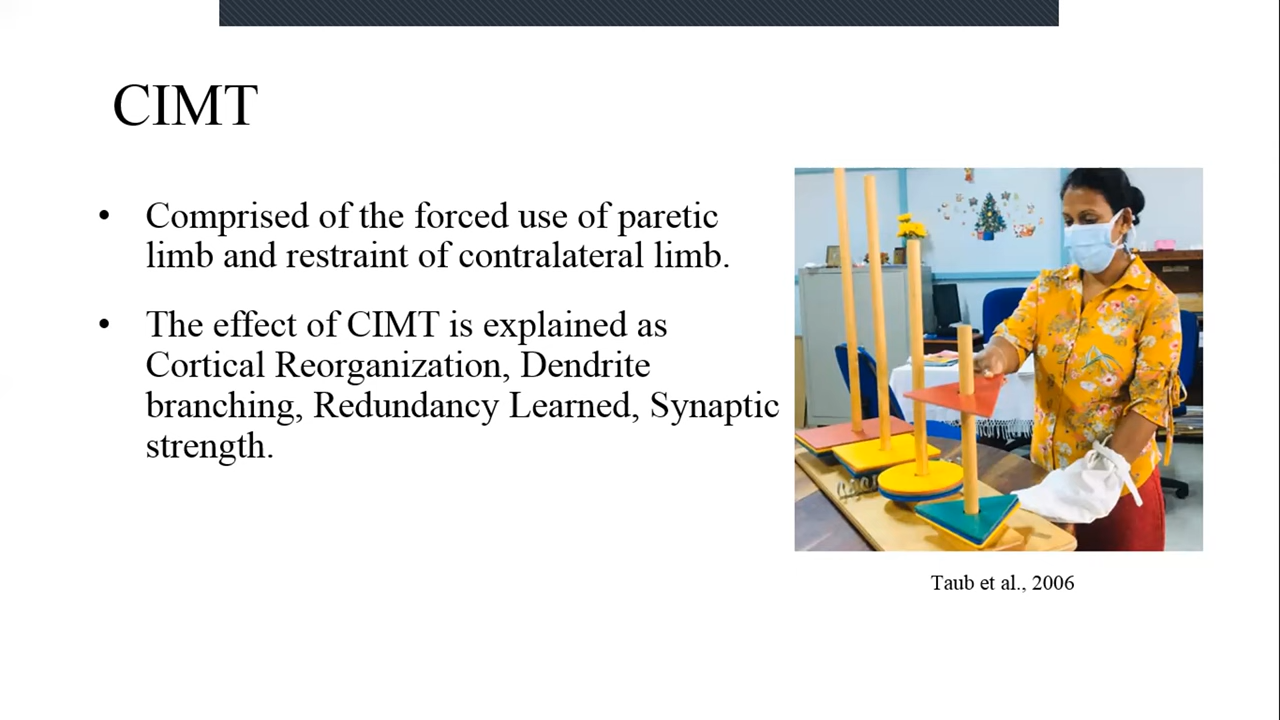 CIMT
• Comprised of the forced use of paretic
limb and restraint of contralateral limb.
• The effect of CIMT is explained as
Cortical Reorganization, Dendrite
branching, Redundancy Learned, Synaptic
strength.
Taub et al., 2006